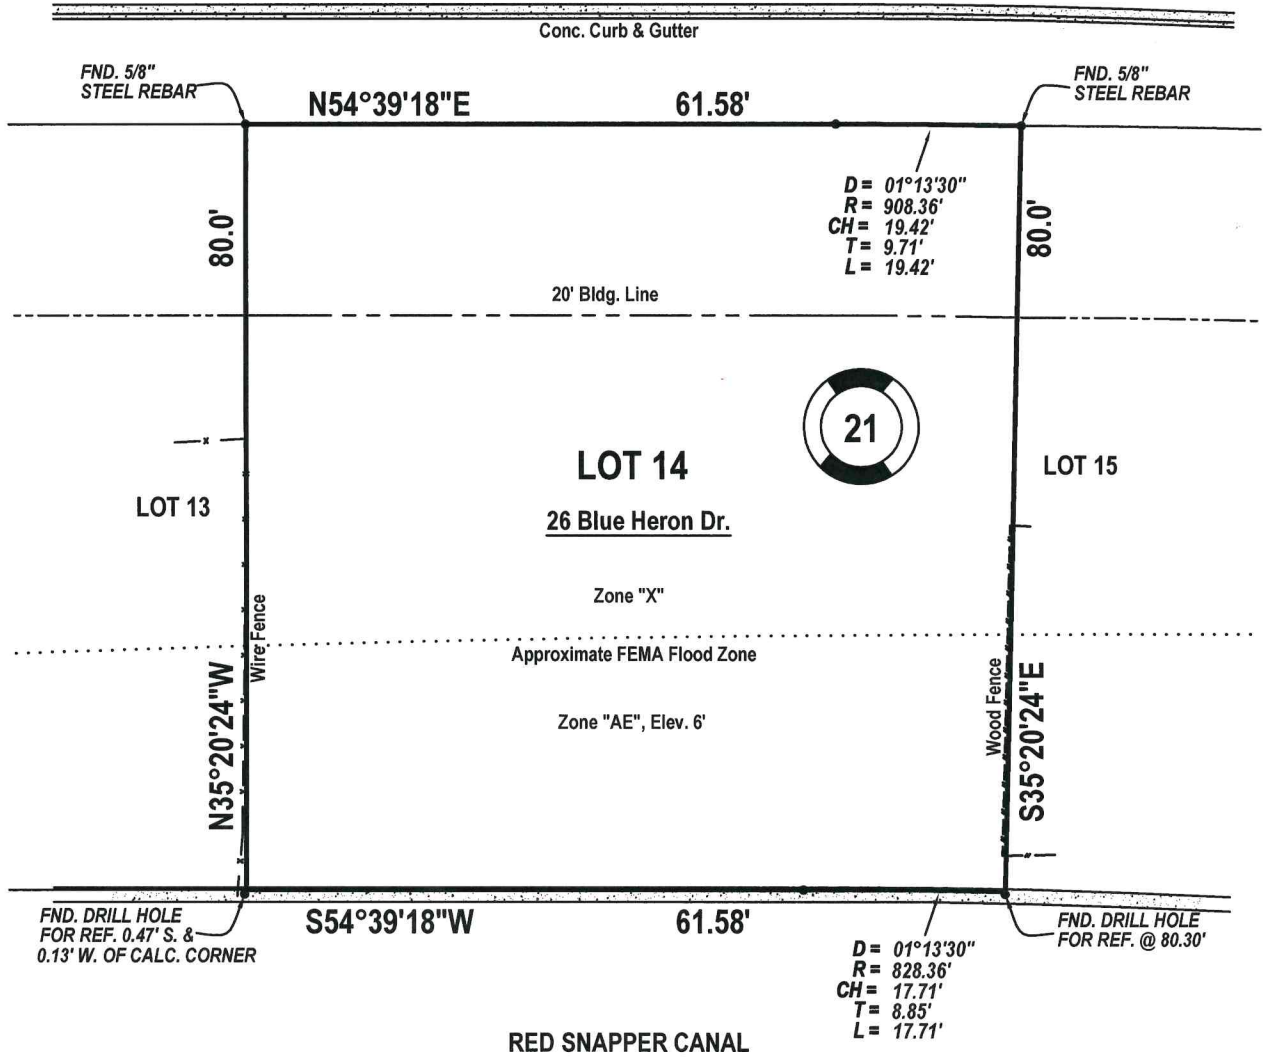 Conc. Curb & Gutter
FND. 5/8"
STEEL REBAR
N54°39'18"E
61.58'
FND. 5/8"
STEEL REBAR
D = 01°13'30"
R = 908.36'
CH = 19.42'
T = 9.71'
L = 19.42'
80.0'
80.0'
20' Bldg. Line
21
LOT 14
LOT 13
LOT 15
26 Blue Heron Dr.
Zone "X"
Wire Fence
Approximate FEMA Flood Zone
Zone "AE", Elev. 6'
Wood Fence
N35°20'24"W
S35°20'24"E
FND. DRILL HOLE
FOR REF. 0.47' S. &
0.13' W. OF CALC. CORNER
S54°39'18"W
61.58'
FND. DRILL HOLE
FOR REF. @ 80.30'
D = 01°13'30"
R = 828.36'
CH = 17.71'
T = 8.85'
L = 17.71'
RED SNAPPER CANAL